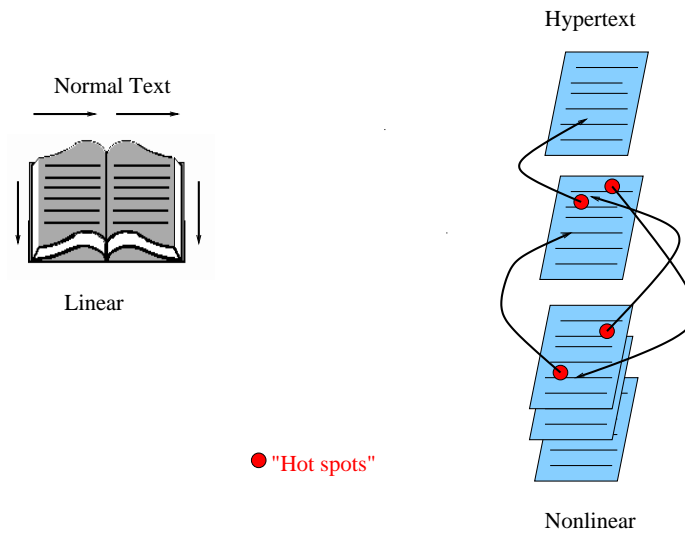 Hypertext
Normal Text
Linear
"Hot spots"
Nonlinear